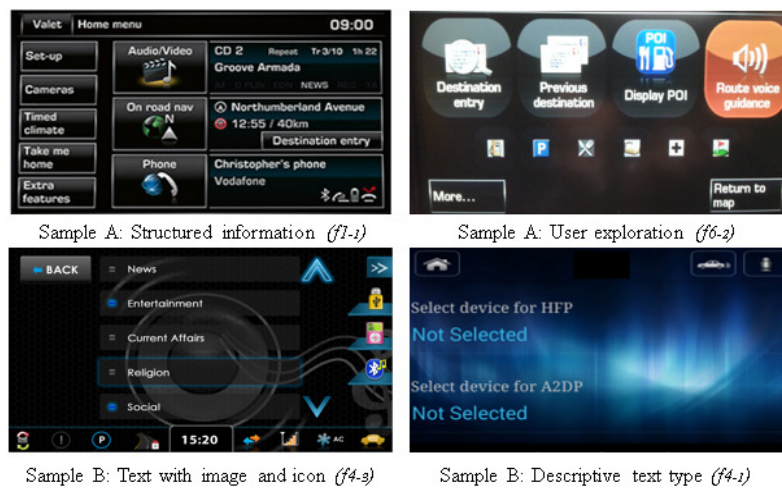 Valet Home menu 09:00
Set-up
Cameras
Timed
climate
Take me
home
Extra
features
Audio/Video
On road nav
Phone
CD 2 Repeat Tr 3/10 1h 22
Groove Armada
NEWS
Northumberland Avenue
12:55 / 40km
Destination entry
Christopher's phone
Vodafone
POI
Destination
entry
Previous
destination
Display POI
Route voice
guidance
P
More...
Return to
map
Sample A: Structured information (f1-1)
Sample A: User exploration (f6-2)
BACK
News
Entertainment
Current Affairs
Religion
Social
P 15:20 AC
Select device for HFP
Not Selected
Select device for A2DP
Not Selected
Sample B: Text with image and icon (f4-9)
Sample B: Descriptive text type (f4-1)